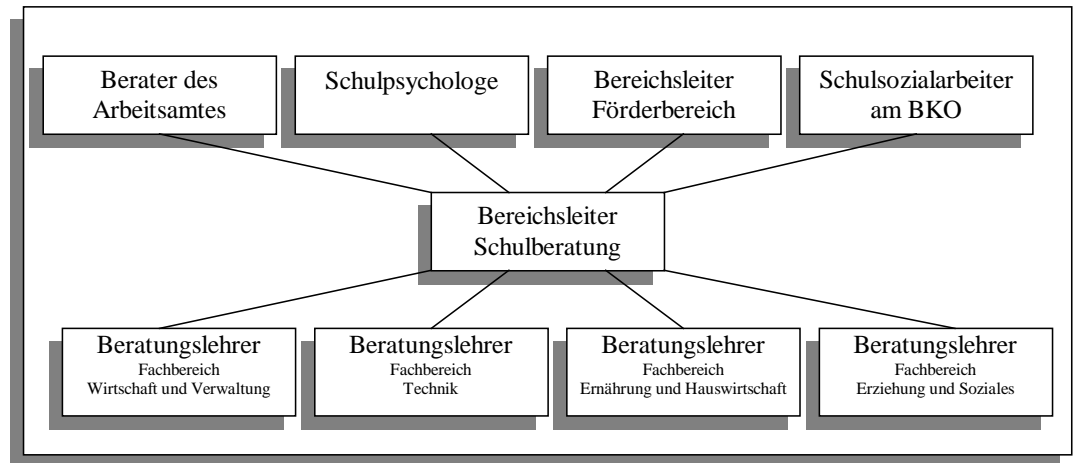 Berater des
Arbeitsamtes
Schulpsychologe
Bereichsleiter
Förderbereich
Schulsozialarbeiter
am BKO
Bereichsleiter
Schulberatung
Beratungslehrer
Fachbereich
Wirtschaft und Verwaltung
Beratungslehrer
Fachbereich
Technik
Beratungslehrer
Fachbereich
Ernährung und Hauswirtschaft
Beratungslehrer
Fachbereich
Erziehung und Soziales